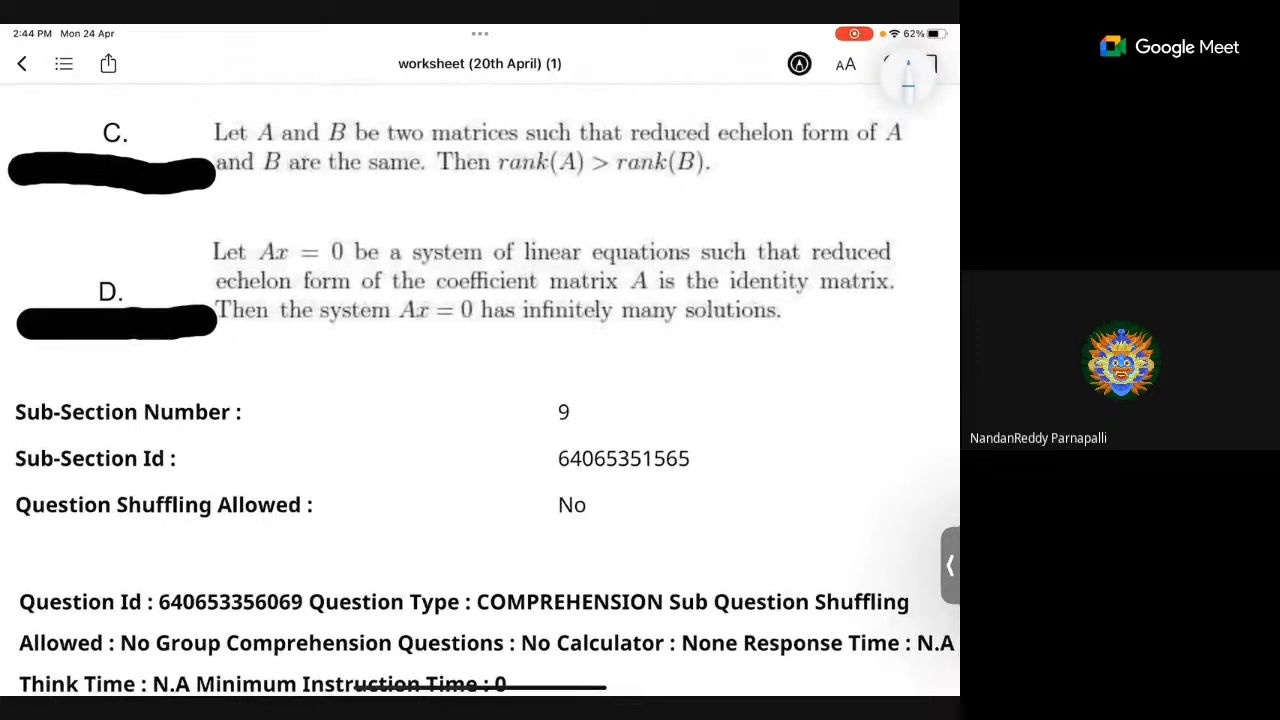 2:44 PM Mon 24 Apr
62%
worksheet (20th April) (1)
AA
Google Meet
C.
Let A and B be two matrices such that reduced echelon form of A
and B are the same. Then rank(A) > rank(B).
D.
Let Ax = 0 be a system of linear equations such that reduced
echelon form of the coefficient matrix A is the identity matrix.
Then the system Ax = 0 has infinitely many solutions.
Sub-Section Number : 9
Sub-Section Id : 64065351565
Question Shuffling Allowed : No
Question Id : 640653356069 Question Type : COMPREHENSION Sub Question Shuffling
Allowed : No Group Comprehension Questions : No Calculator : None Response Time : N.A
Think Time : N.A Minimum Instruction Time : 0
NandanReddy Parnapalli